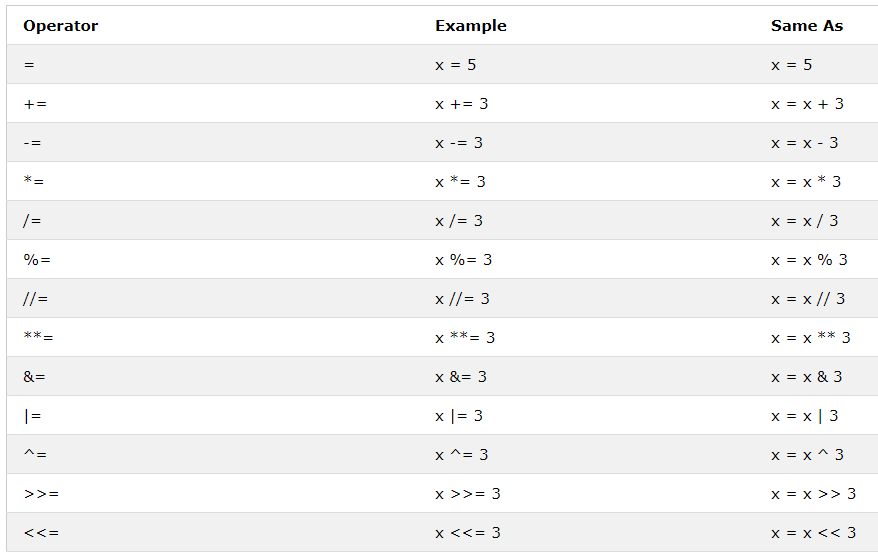 Operator Example Same As
= x = 5 x = 5
+= x += 3 x = x + 3
-= x -= 3 x = x - 3
*= x *= 3 x = x * 3
/= x /= 3 x = x / 3
%= x %= 3 x = x % 3
//= x //= 3 x = x // 3
**= x **= 3 x = x ** 3
&= x &= 3 x = x & 3
|= x |= 3 x = x | 3
^= x ^= 3 x = x ^ 3
>>= x >>= 3 x = x >> 3
<<= x <<= 3 x = x << 3